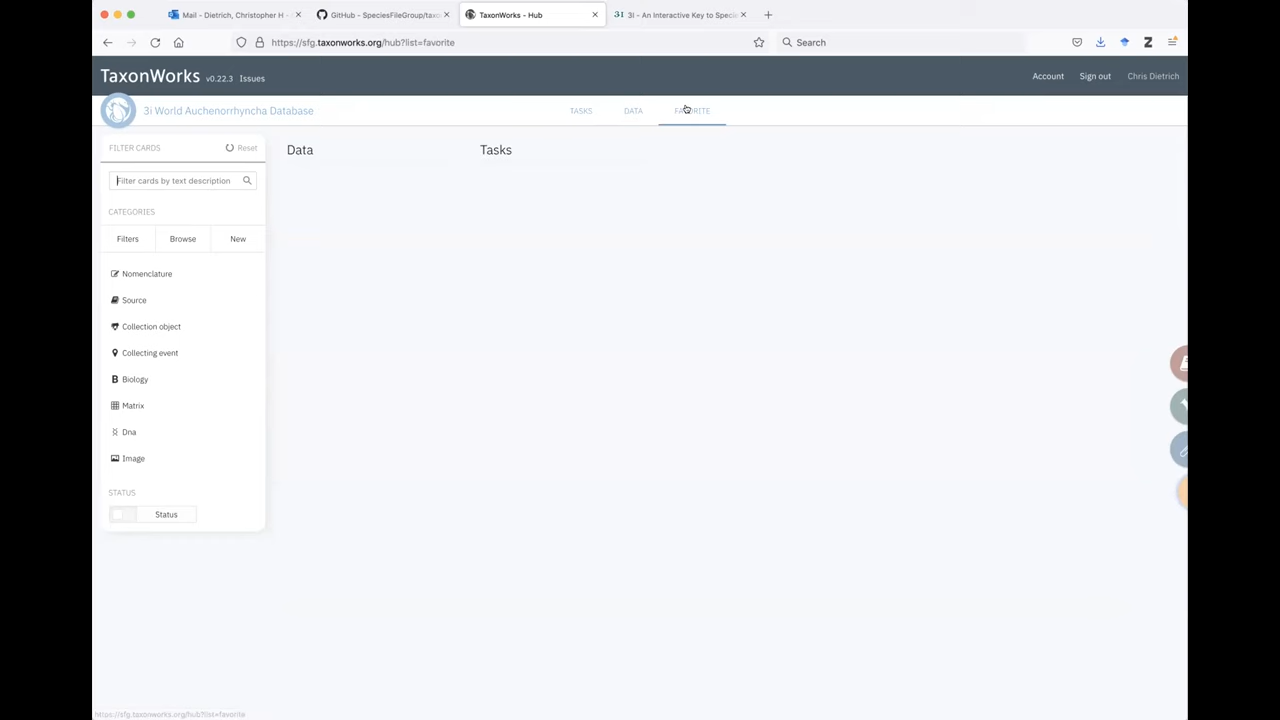 Mail - Dietrich, Christopher H -
GitHub - SpeciesFileGroup/taxo
TaxonWorks - Hub
3i - An Interactive Key to Specie
https://sfg.taxonworks.org/hub?list=favorite
Search
TaxonWorks v0.22.3 Issues
Account Sign out Chris Dietrich
3i World Auchenorrhyncha Database
TASKS DATA FAVORITE
FILTER CARDS Reset
Data Tasks
Filter cards by text description
CATEGORIES
Filters Browse New
Nomenclature
Source
Collection object
Collecting event
B Biology
Matrix
Dna
Image
STATUS
Status
https://sfg.taxonworks.org/hub?list=favorite